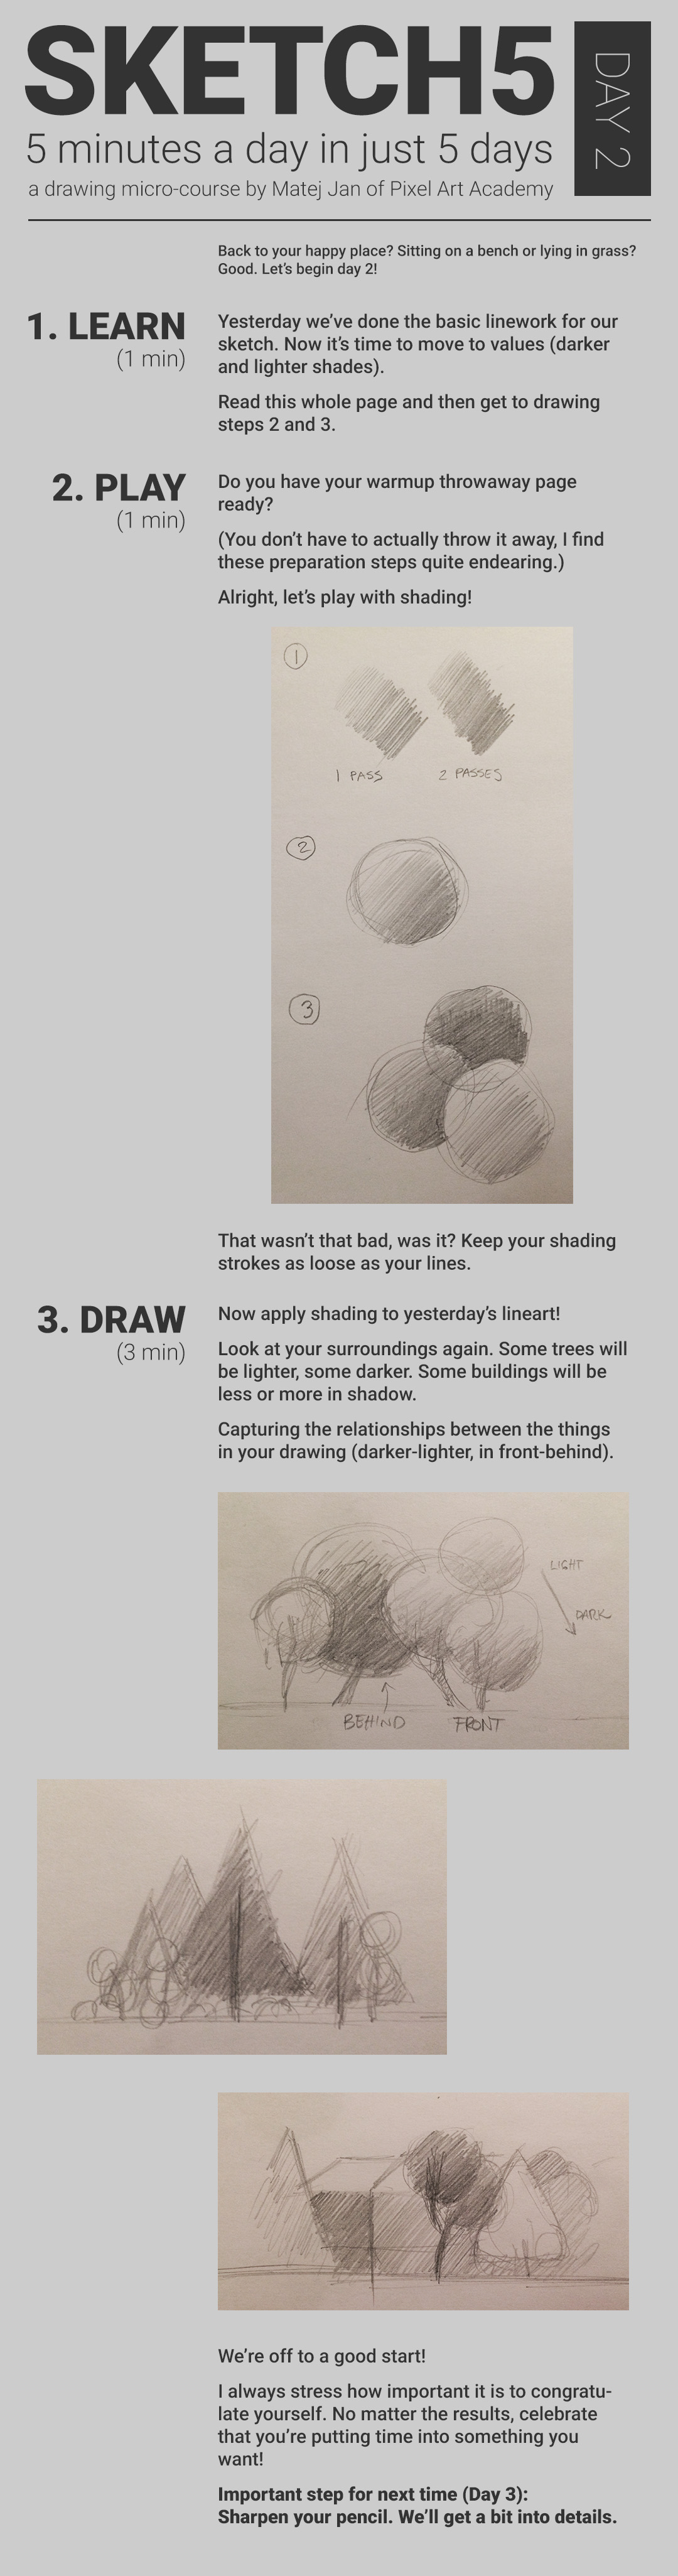 SKETCH5
DAY 2
5 minutes a day in just 5 days
a drawing micro-course by Matej Jan of Pixel Art Academy
Back to your happy place? Sitting on a bench or lying in grass?
Good. Let's begin day 2!
1. LEARN
(1 min)
Yesterday we've done the basic linework for our
sketch. Now it's time to move to values (darker
and lighter shades).
Read this whole page and then get to drawing
steps 2 and 3.
2. PLAY
(1 min)
Do you have your warmup throwaway page
ready?
(You don't have to actually throw it away, I find
these preparation steps quite endearing.)
Alright, let's play with shading!
1
1 PASS
2 PASSES
2
3
That wasn't that bad, was it? Keep your shading
strokes as loose as your lines.
3. DRAW
(3 min)
Now apply shading to yesterday's lineart!
Look at your surroundings again. Some trees will
be lighter, some darker. Some buildings will be
less or more in shadow.
Capturing the relationships between the things
in your drawing (darker-lighter, in front-behind).
LIGHT
DARK
BEHIND
FRONT
We're off to a good start!
I always stress how important it is to congratu-
late yourself. No matter the results, celebrate
that you're putting time into something you
want!
Important step for next time (Day 3):
Sharpen your pencil. We'll get a bit into details.